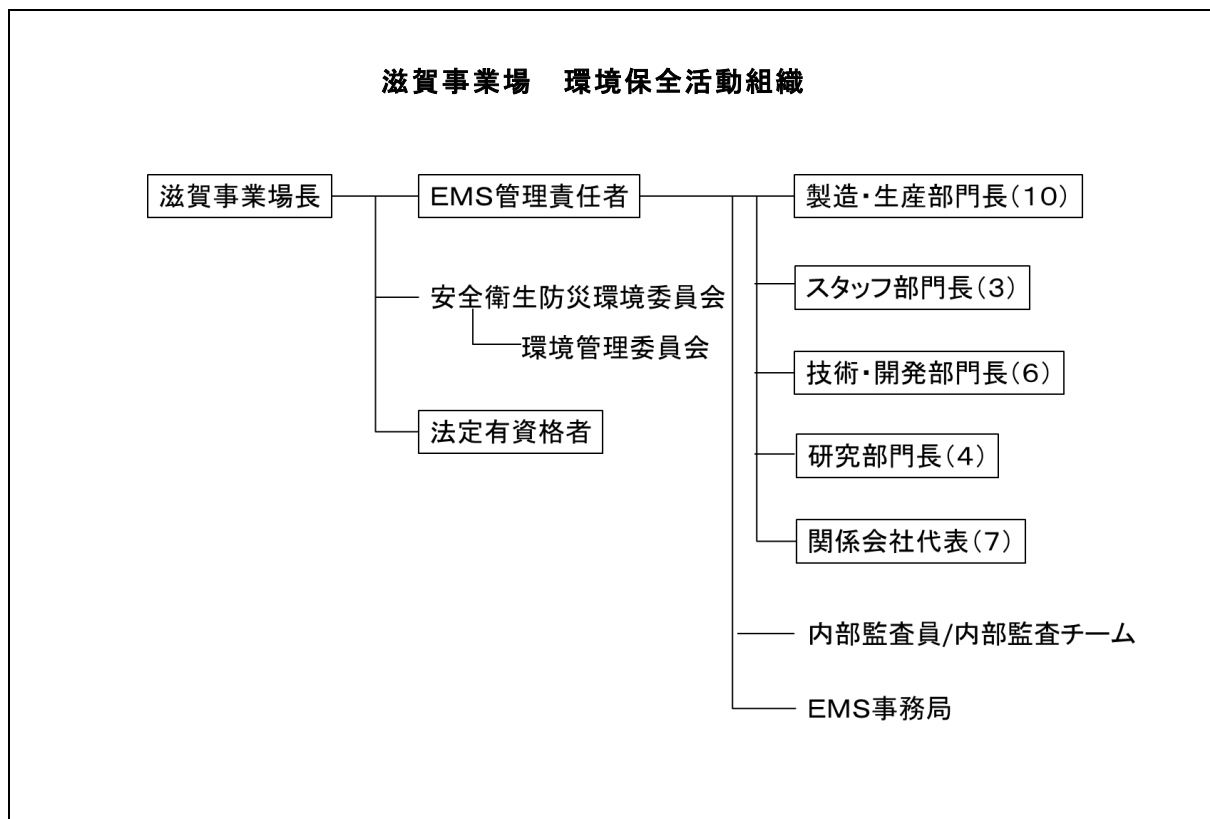 滋賀事業場　環境保全活動組織
滋賀事業場長
EMS管理責任者
製造・生産部門長（10）
スタッフ部門長（3）
安全衛生防災環境委員会
環境管理委員会
技術・開発部門長（6）
法定有資格者
研究部門長（4）
関係会社代表（7）
内部監査員/内部監査チーム
EMS事務局